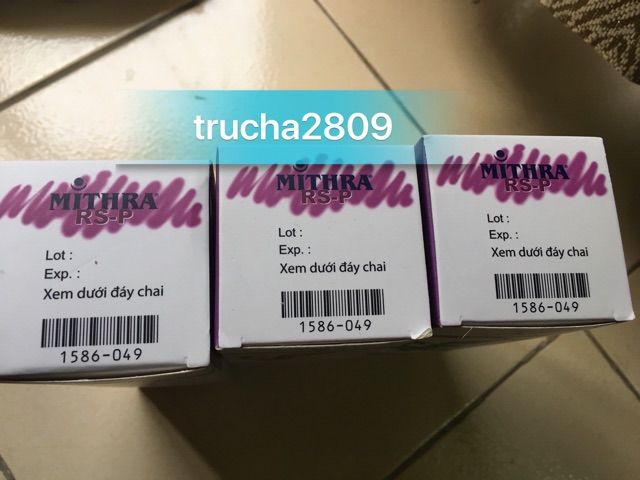 trucha2809
MiTHRA
RS-P
Lot :
Exp. :
Xem dưới đáy chai
1586-049
MiTHRA
RS-P
Lot :
Exp. :
Xem dưới đáy chai
1586-049
MiTHRA
RS-P
Lot :
Exp. :
Xem dưới đáy chai
1586-049